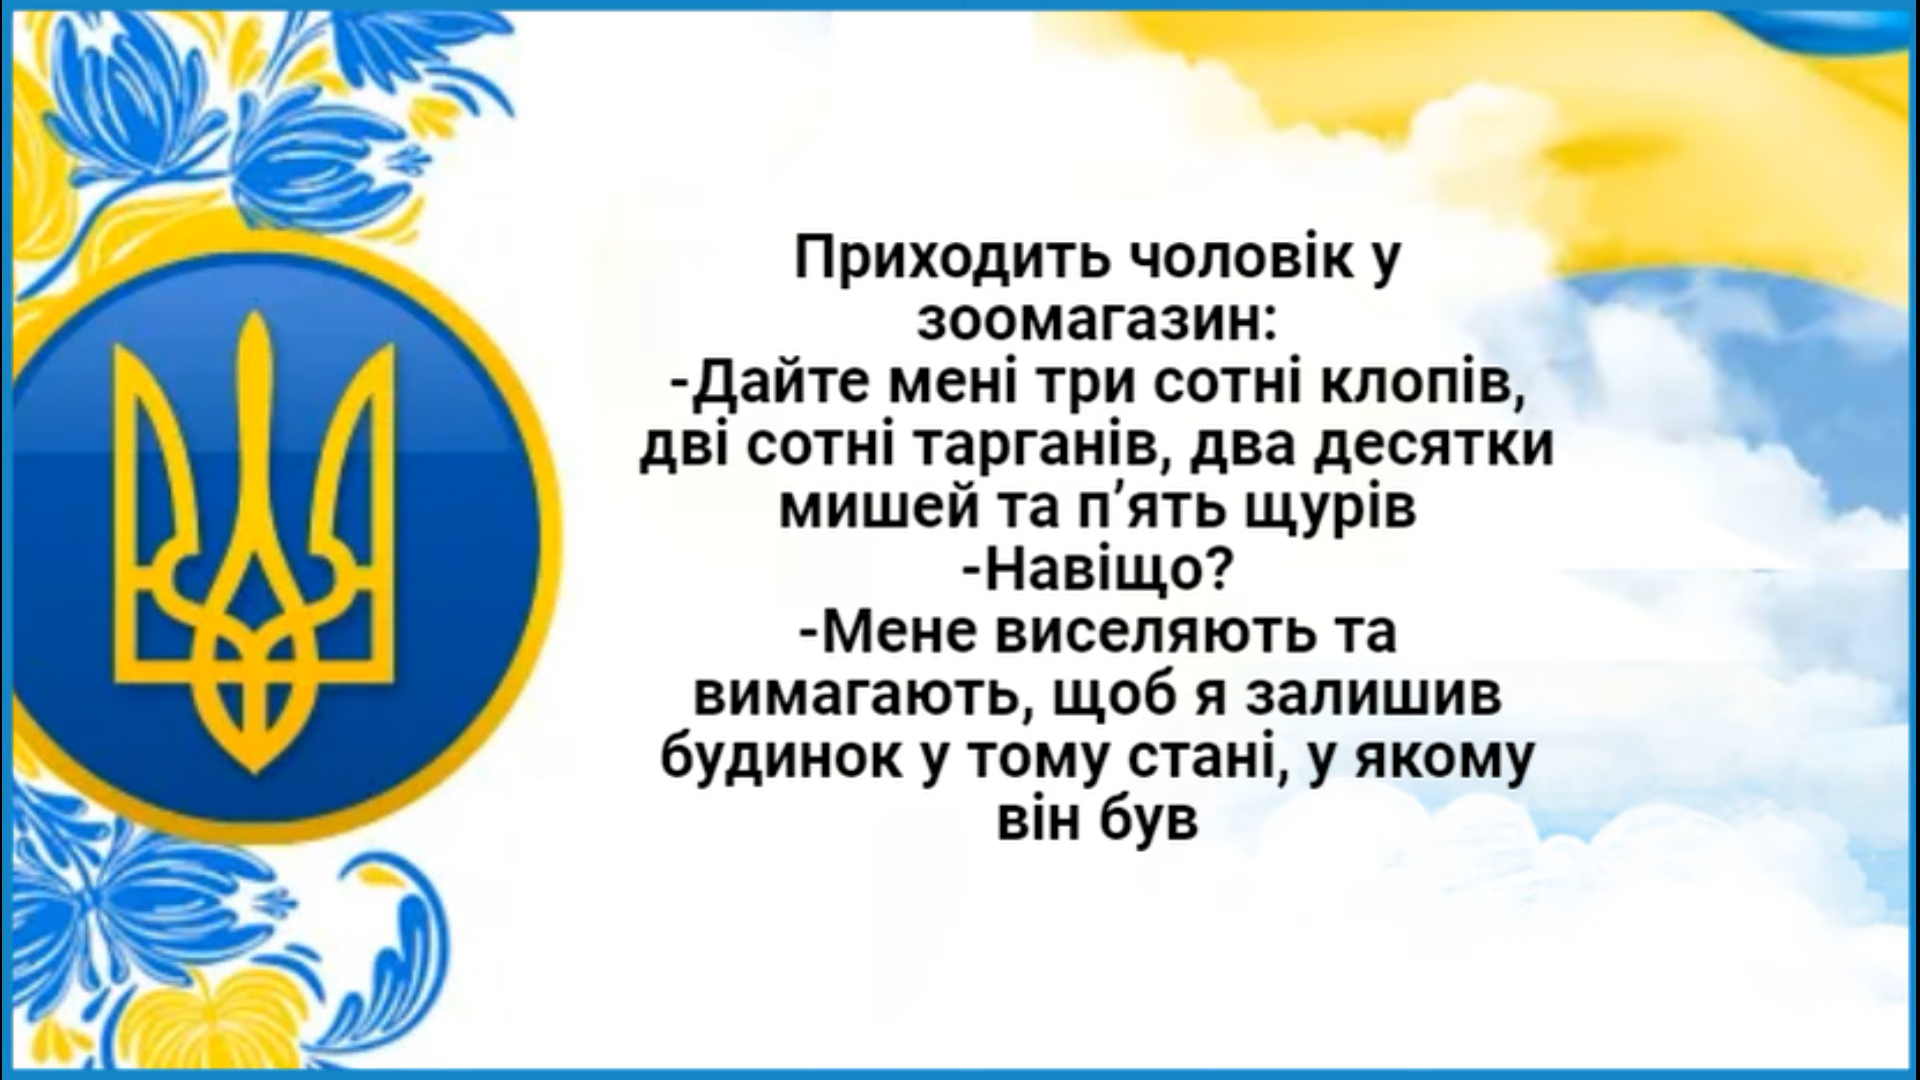 Приходить чоловік у
зоомагазин:
-Дайте мені три сотні клопів,
дві сотні тарганів, два десятки
мишей та п’ять щурів
-Навіщо?
-Мене виселяють та
вимагають, щоб я залишив
будинок у тому стані, у якому
він був